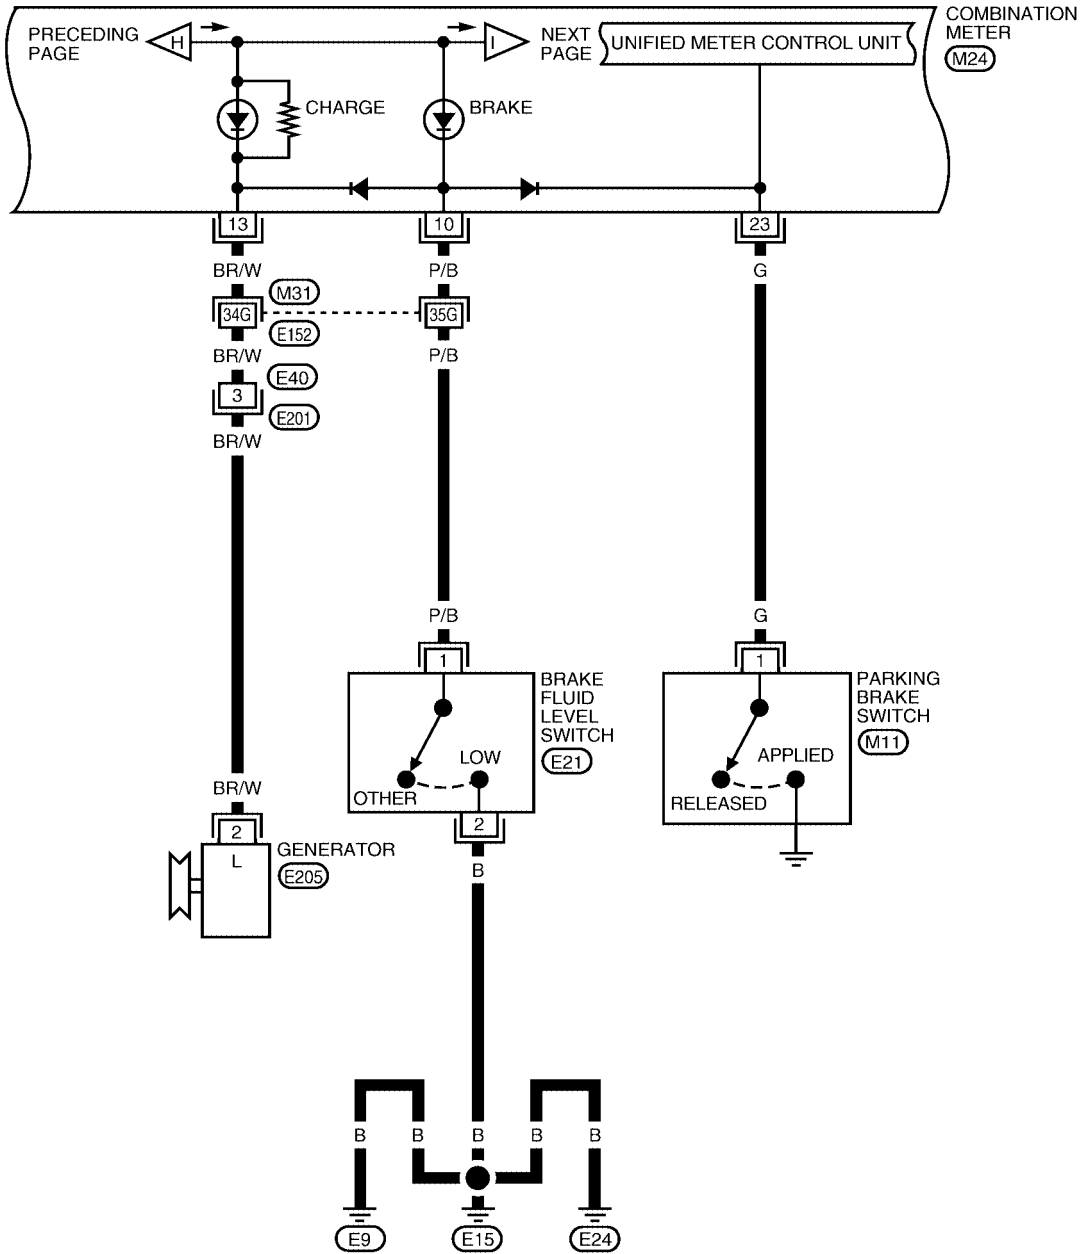 PRECEDING
PAGE
H
I
NEXT
PAGE
UNIFIED METER CONTROL UNIT
COMBINATION
METER
M24
CHARGE
BRAKE
13
10
23
BR/W
P/B
G
M31
34G
35G
E152
BR/W
P/B
E40
3
E201
BR/W
P/B
G
1
1
BRAKE
FLUID
LEVEL
SWITCH
E21
LOW
OTHER
PARKING
BRAKE
SWITCH
M11
APPLIED
RELEASED
BR/W
2
L
GENERATOR
E205
2
B
B
B
B
B
B
E9
E15
E24